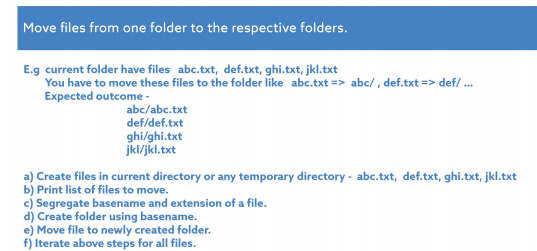 Move files from one folder to the respective folders.
E.g current folder have files abc.txt, def.txt, ghi.txt, jkl.txt
You have to move these files to the folder like abc.txt => abc/ , def.txt => def/ ...
Expected outcome -
abc/abc.txt
def/def.txt
ghi/ghi.txt
jkl/jkl.txt
a) Create files in current directory or any temporary directory - abc.txt, def.txt, ghi.txt, jkl.txt
b) Print list of files to move.
c) Segregate basename and extension of a file.
d) Create folder using basename.
e) Move file to newly created folder.
f) Iterate above steps for all files.